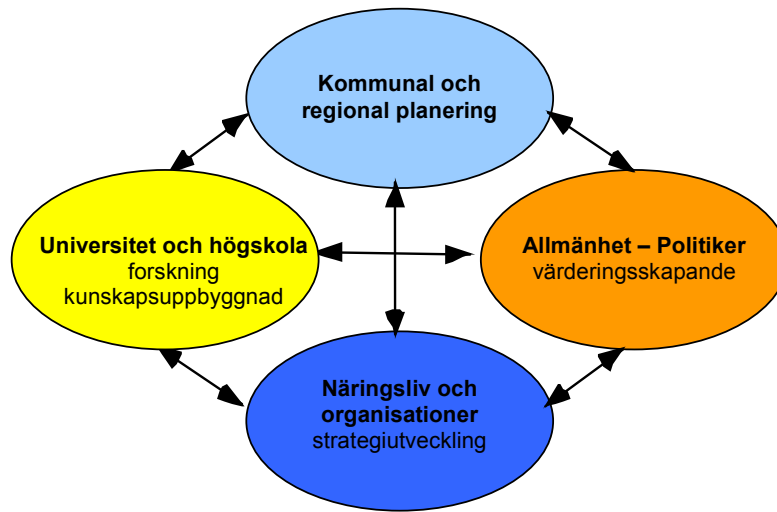 Kommunal och
regional planering
Universitet och högskola
forskning
kunskapsuppbyggnad
Allmänhet – Politiker
värderingsskapande
Näringsliv och
organisationer
strategiutveckling